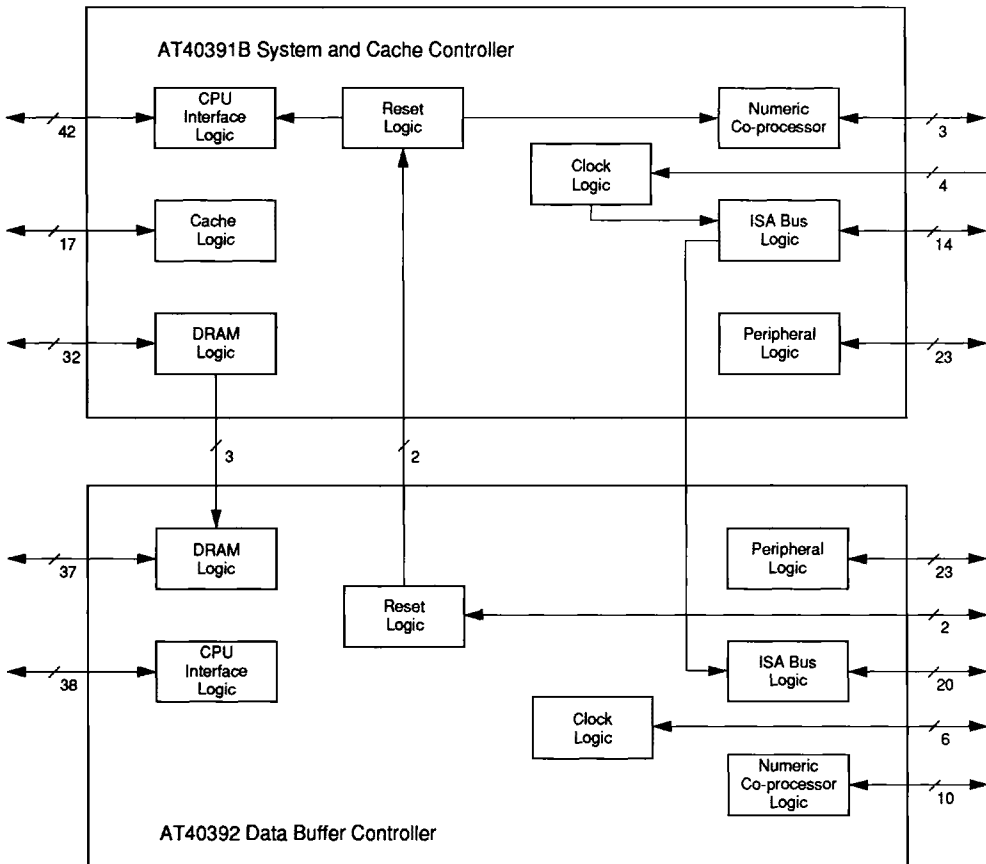 AT40391B System and Cache Controller
CPU
Interface
Logic
Reset
Logic
Numeric
Co-processor
42
3
Clock
Logic
4
Cache
Logic
ISA Bus
Logic
17
14
DRAM
Logic
Peripheral
Logic
32
23
3
2
DRAM
Logic
Peripheral
Logic
37
23
Reset
Logic
2
CPU
Interface
Logic
ISA Bus
Logic
38
20
Clock
Logic
6
Numeric
Co-processor
Logic
10
AT40392 Data Buffer Controller